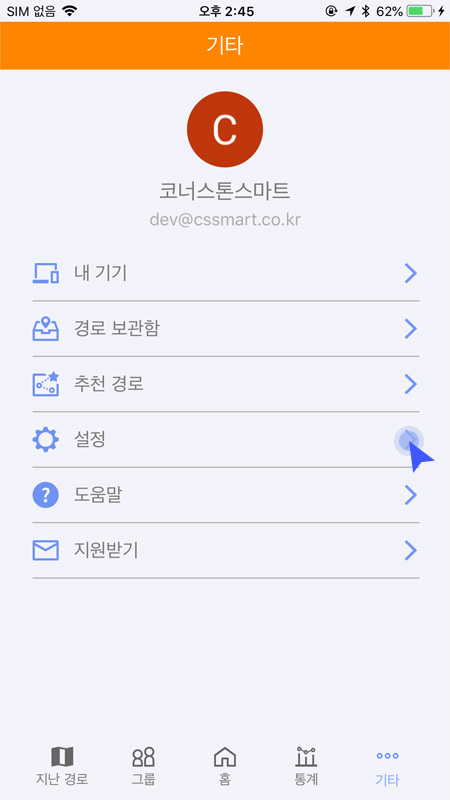 SIM 없음 오후 2:45 62%
기타
C
코너스톤스마트
dev@cssmart.co.kr
내 기기
경로 보관함
추천 경로
설정
도움말
지원받기
지난 경로 그룹 홈 통계 기타